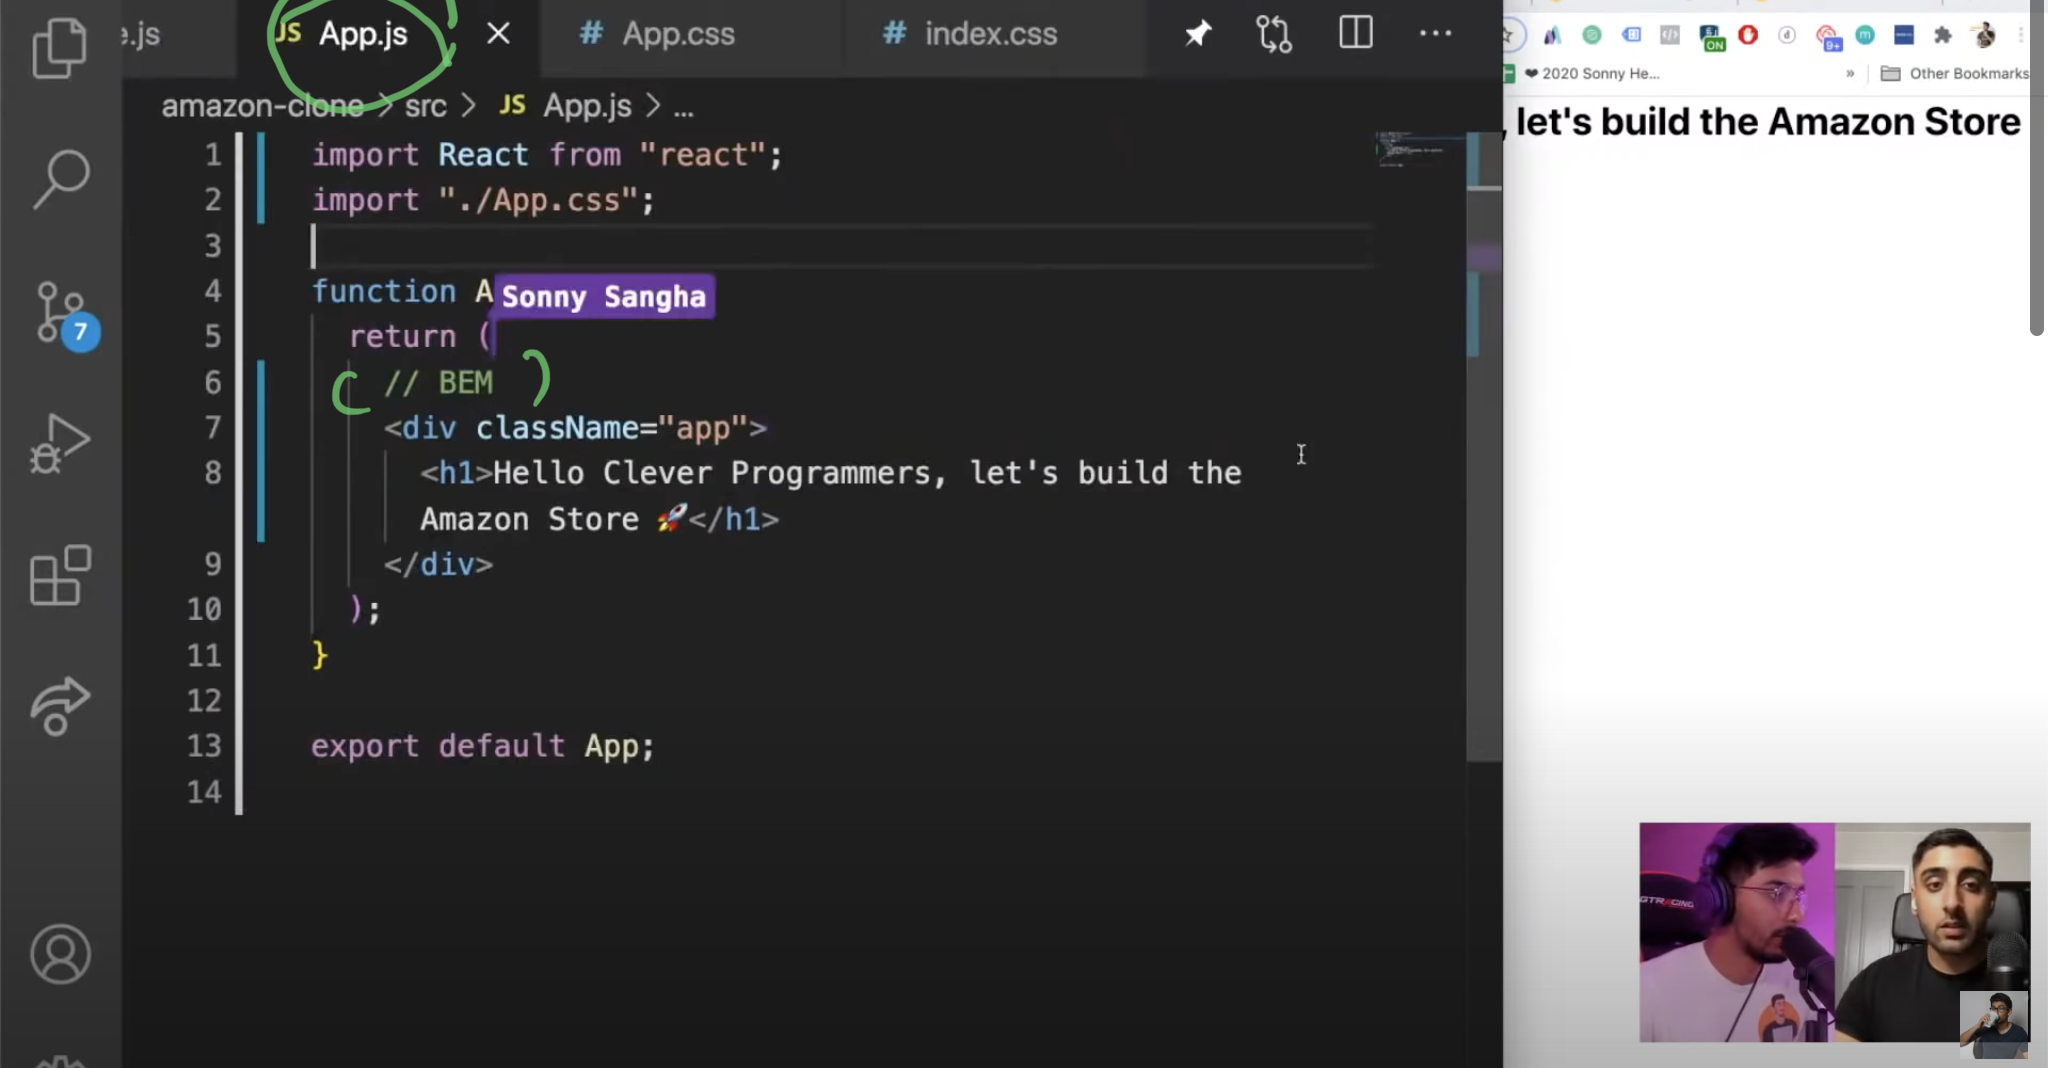 e.js
JS App.js
# App.css
# index.css
...
amazon-clone > src > JS App.js > ...
1 import React from "react";
2 import "./App.css";
3
4 function A
Sonny Sangha
5 return (
6 // BEM
7 <div className="app">
8 <h1>Hello Clever Programmers, let's build the
Amazon Store 🚀</h1>
9 </div>
10 );
11 }
12
13 export default App;
14
7
ON
9+
d
m
❤ 2020 Sonny He...
»
Other Bookmarks
, let's build the Amazon Store
GTRACING